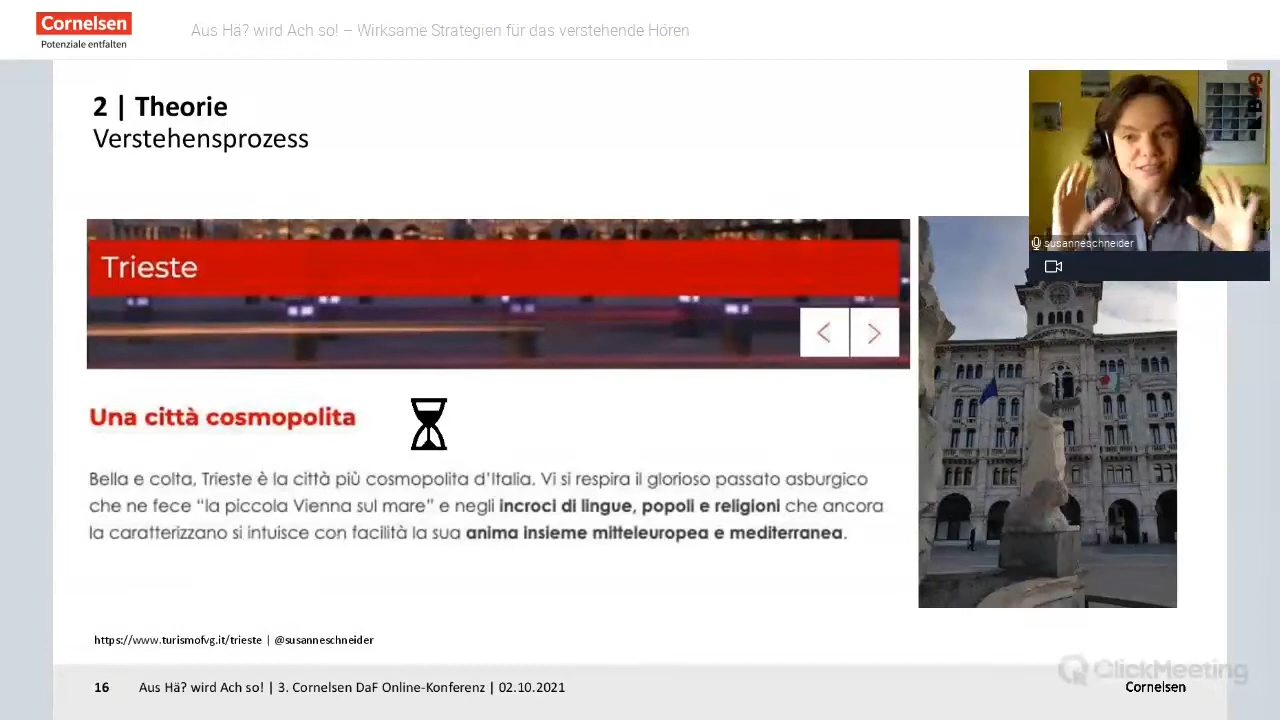 Cornelsen
Potenziale entfalten
Aus Hä? wird Ach so! – Wirksame Strategien für das verstehende Hören
2 | Theorie
Verstehensprozess
susanneschneider
Trieste
Una città cosmopolita
Bella e colta, Trieste è la città più cosmopolita d’Italia. Vi si respira il glorioso passato asburgico
che ne fece “la piccola Vienna sul mare” e negli incroci di lingue, popoli e religioni che ancora
la caratterizzano si intuisce con facilità la sua anima insieme mitteleuropea e mediterranea.
https://www.turismofvg.it/trieste | @susanneschneider
ClickMeeting
16 Aus Hä? wird Ach so! | 3. Cornelsen DaF Online-Konferenz | 02.10.2021
Cornelsen